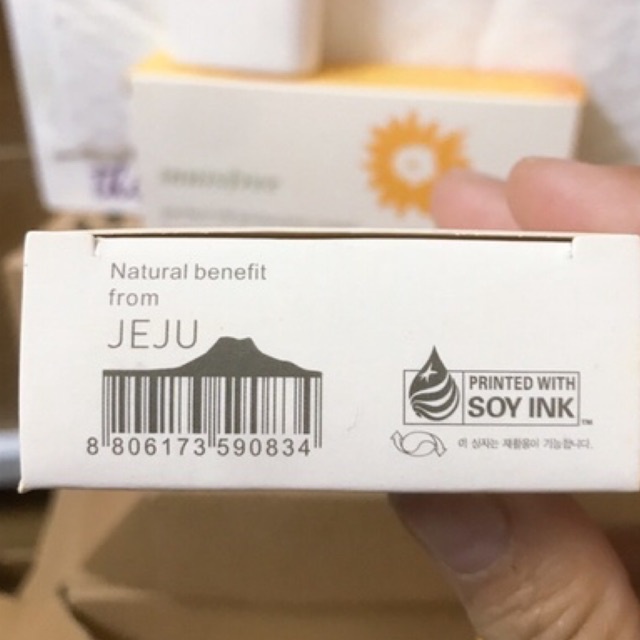 Natural benefit
from
JEJU
8 806173 590834
PRINTED WITH
SOY INK™
이 상자는 재활용이 가능합니다.